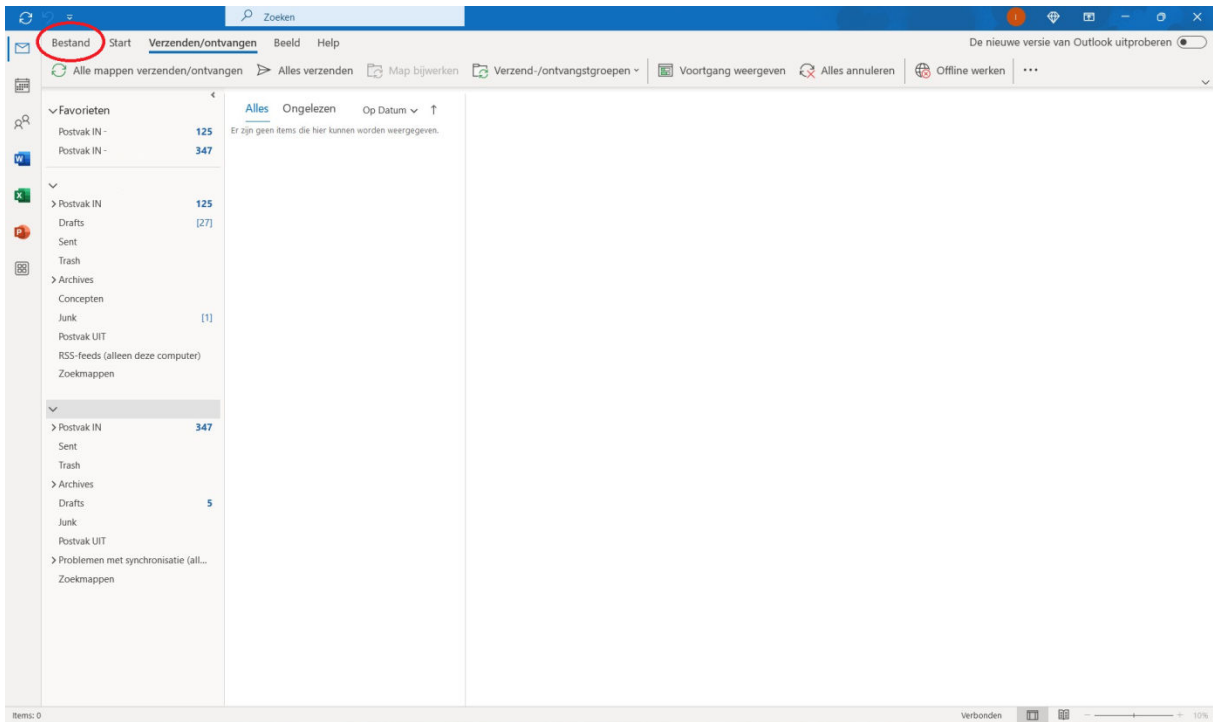 Zoeken
Bestand Start Verzenden/ontvangen Beeld Help De nieuwe versie van Outlook uitproberen
Alle mappen verzenden/ontvangen Alles verzenden Map bijwerken Verzend-/ontvangstgroepen Voortgang weergeven Alles annuleren Offline werken ...
Favorieten
Postvak IN - 125
Postvak IN - 347
Postvak IN 125
Drafts [27]
Sent
Trash
Archives
Concepten
Junk [1]
Postvak UIT
RSS-feeds (alleen deze computer)
Zoekmappen
Postvak IN 347
Sent
Trash
Archives
Drafts 5
Junk
Postvak UIT
Problemen met synchronisatie (all...
Zoekmappen
Alles Ongelezen Op Datum ↑
Er zijn geen items die hier kunnen worden weergegeven.
Items: 0 Verbonden 10%